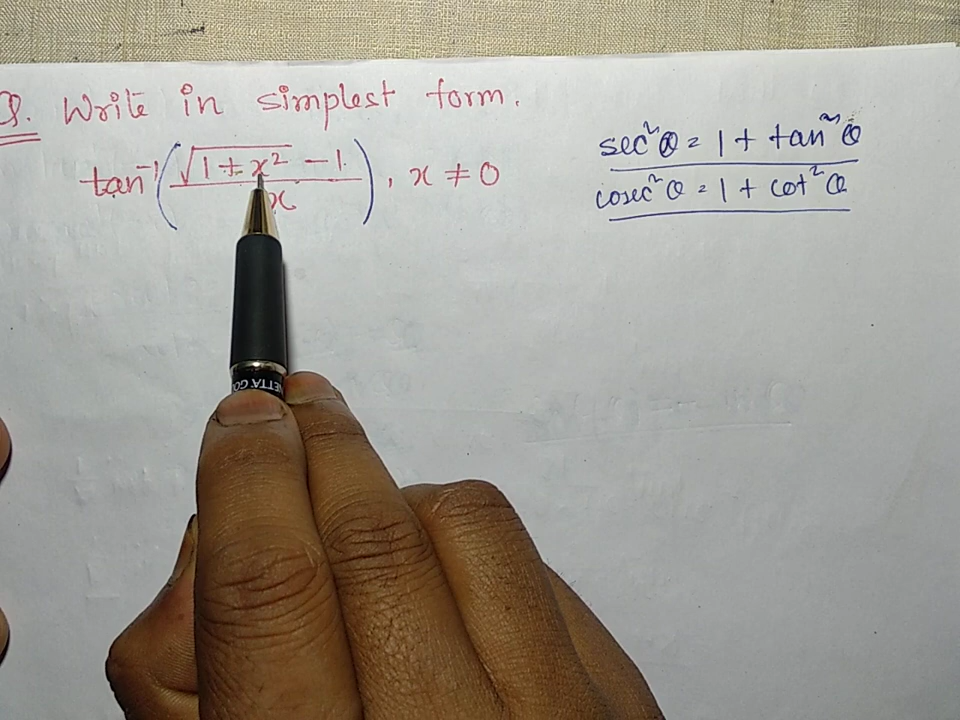 Q. Write in simplest form.
tan⁻¹(√(1+x²) − 1 / x), x ≠ 0
sec²θ = 1 + tan²θ
cosec²θ = 1 + cot²θ